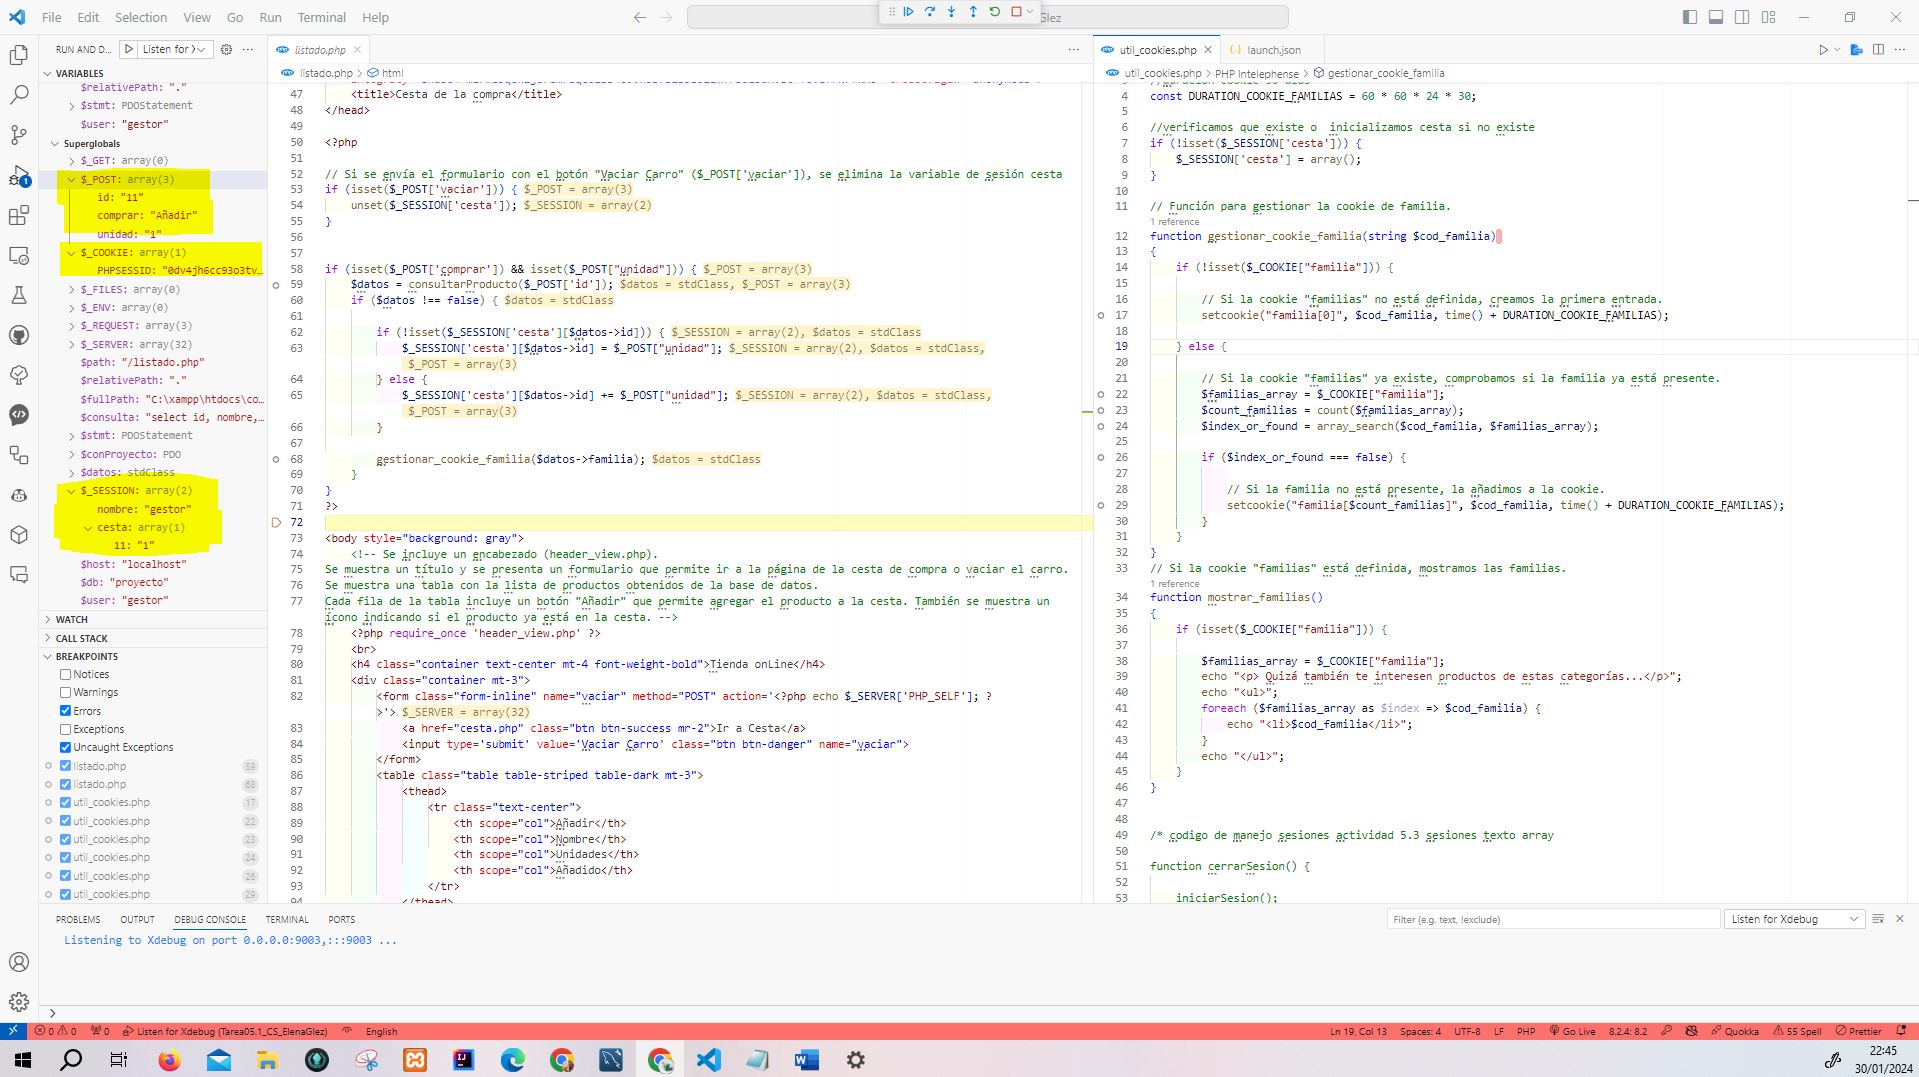 File Edit Selection View Go Run Terminal Help
Glez
RUN AND D... Listen for X
VARIABLES
$relativePath: "."
$stmt: PDOStatement
$user: "gestor"
Superglobals
$_GET: array(0)
$_POST: array(3)
id: "11"
comprar: "Añadir"
unidad: "1"
$_COOKIE: array(1)
PHPSESSID: "0dv4jh6cc93o3tv...
$_FILES: array(0)
$_ENV: array(0)
$_REQUEST: array(3)
$_SERVER: array(32)
$path: "/listado.php"
$relativePath: "."
$fullPath: "C:\xampp\htdocs\co...
$consulta: "select id, nombre,...
$stmt: PDOStatement
$conProyecto: PDO
$datos: stdClass
$_SESSION: array(2)
nombre: "gestor"
cesta: array(1)
11: "1"
$host: "localhost"
$db: "proyecto"
$user: "gestor"
WATCH
CALL STACK
BREAKPOINTS
Notices
Warnings
Errors
Exceptions
Uncaught Exceptions
listado.php 59
listado.php 68
util_cookies.php 17
util_cookies.php 22
util_cookies.php 23
util_cookies.php 24
util_cookies.php 26
util_cookies.php 29
listado.php
listado.php > html
47 <title>Cesta de la compra</title>
48 </head>
49
50 <?php
51
52 // Si se envía el formulario con el botón "Vaciar Carro" ($_POST['vaciar']), se elimina la variable de sesión cesta
53 if (isset($_POST['vaciar'])) { $_POST = array(3)
54 unset($_SESSION['cesta']); $_SESSION = array(2)
55 }
56
57
58 if (isset($_POST['comprar']) && isset($_POST["unidad"])) { $_POST = array(3)
59 $datos = consultarProducto($_POST['id']); $datos = stdClass, $_POST = array(3)
60 if ($datos !== false) { $datos = stdClass
61
62 if (!isset($_SESSION['cesta'][$datos->id])) { $_SESSION = array(2), $datos = stdClass
63 $_SESSION['cesta'][$datos->id] = $_POST["unidad"]; $_SESSION = array(2), $datos = stdClass,
$_POST = array(3)
64 } else {
65 $_SESSION['cesta'][$datos->id] += $_POST["unidad"]; $_SESSION = array(2), $datos = stdClass,
$_POST = array(3)
66 }
67
68 gestionar_cookie_familia($datos->familia); $datos = stdClass
69 }
70 }
71 ?>
72
73 <body style="background: gray">
74 <!-- Se incluye un encabezado (header_view.php).
75 Se muestra un título y se presenta un formulario que permite ir a la página de la cesta de compra o vaciar el carro.
76 Se muestra una tabla con la lista de productos obtenidos de la base de datos.
77 Cada fila de la tabla incluye un botón "Añadir" que permite agregar el producto a la cesta. También se muestra un
ícono indicando si el producto ya está en la cesta. -->
78 <?php require_once 'header_view.php' ?>
79 <br>
80 <h4 class="container text-center mt-4 font-weight-bold">Tienda onLine</h4>
81 <div class="container mt-3">
82 <form class="form-inline" name="vaciar" method="POST" action='<?php echo $_SERVER['PHP_SELF']; ?
>'> $_SERVER = array(32)
83 <a href="cesta.php" class="btn btn-success mr-2">Ir a Cesta</a>
84 <input type='submit' value='Vaciar Carro' class="btn btn-danger" name="vaciar">
85 </form>
86 <table class="table table-striped table-dark mt-3">
87 <thead>
88 <tr class="text-center">
89 <th scope="col">Añadir</th>
90 <th scope="col">Nombre</th>
91 <th scope="col">Unidades</th>
92 <th scope="col">Añadido</th>
93 </tr>
94 </thead>
util_cookies.php launch.json
util_cookies.php > PHP Intelephense > gestionar_cookie_familia
4 const DURATION_COOKIE_FAMILIAS = 60 * 60 * 24 * 30;
5
6 //verificamos que existe o inicializamos cesta si no existe
7 if (!isset($_SESSION['cesta'])) {
8 $_SESSION['cesta'] = array();
9 }
10
11 // Función para gestionar la cookie de familia.
1 reference
12 function gestionar_cookie_familia(string $cod_familia)
13 {
14 if (!isset($_COOKIE["familia"])) {
15
16 // Si la cookie "familias" no está definida, creamos la primera entrada.
17 setcookie("familia[0]", $cod_familia, time() + DURATION_COOKIE_FAMILIAS);
18
19 } else {
20
21 // Si la cookie "familias" ya existe, comprobamos si la familia ya está presente.
22 $familias_array = $_COOKIE["familia"];
23 $count_familias = count($familias_array);
24 $index_or_found = array_search($cod_familia, $familias_array);
25
26 if ($index_or_found === false) {
27
28 // Si la familia no está presente, la añadimos a la cookie.
29 setcookie("familia[$count_familias]", $cod_familia, time() + DURATION_COOKIE_FAMILIAS);
30 }
31 }
32 }
33 // Si la cookie "familias" está definida, mostramos las familias.
1 reference
34 function mostrar_familias()
35 {
36 if (isset($_COOKIE["familia"])) {
37
38 $familias_array = $_COOKIE["familia"];
39 echo "<p> Quizá también te interesen productos de estas categorías...</p>";
40 echo "<ul>";
41 foreach ($familias_array as $index => $cod_familia) {
42 echo "<li>$cod_familia</li>";
43 }
44 echo "</ul>";
45 }
46 }
47
48
49 /* codigo de manejo sesiones actividad 5.3 sesiones texto array
50
51 function cerrarSesion() {
52
53 iniciarSesion();
PROBLEMS OUTPUT DEBUG CONSOLE TERMINAL PORTS
Filter (e.g. text, !exclude) Listen for Xdebug
Listening to Xdebug on port 0.0.0.0:9003,:::9003 ...
0 0 0 Listen for Xdebug (Tarea05.1_CS_ElenaGlez) English Ln 19, Col 13 Spaces: 4 UTF-8 LF PHP Go Live 8.2.4: 8.2 Quokka 55 Spell Prettier
22:45
30/01/2024